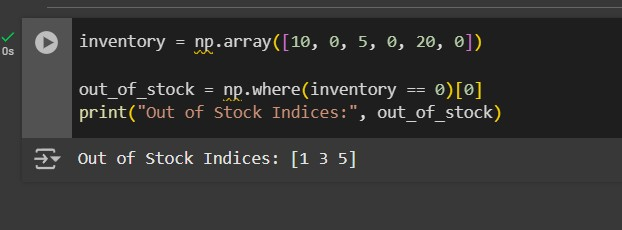 inventory = np.array([10, 0, 5, 0, 20, 0])
out_of_stock = np.where(inventory == 0)[0]
0s
print("Out of Stock Indices:", out_of_stock)
Out of Stock Indices: [1 3 5]